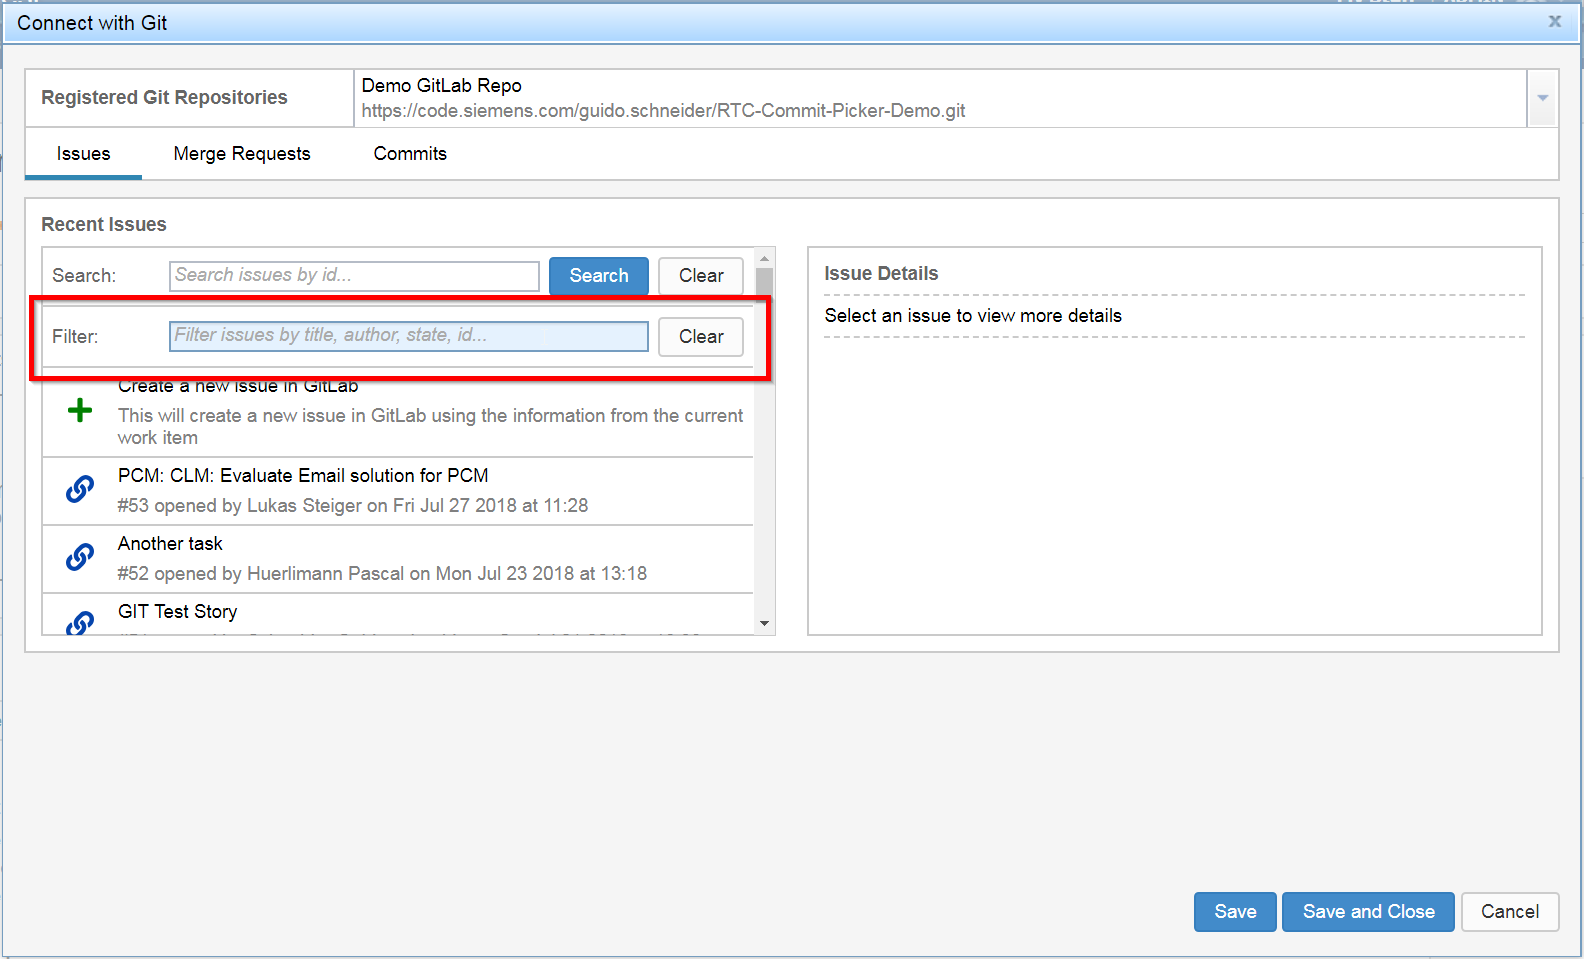 Connect with Git
x
Registered Git Repositories
Demo GitLab Repo
https://code.siemens.com/guido.schneider/RTC-Commit-Picker-Demo.git
Issues Merge Requests Commits
Recent Issues
Search: Search issues by id... Search Clear
Filter: Filter issues by title, author, state, id... Clear
Create a new issue in GitLab
This will create a new issue in GitLab using the information from the current
work item
PCM: CLM: Evaluate Email solution for PCM
#53 opened by Lukas Steiger on Fri Jul 27 2018 at 11:28
Another task
#52 opened by Huerlimann Pascal on Mon Jul 23 2018 at 13:18
GIT Test Story
Issue Details
Select an issue to view more details
Save Save and Close Cancel